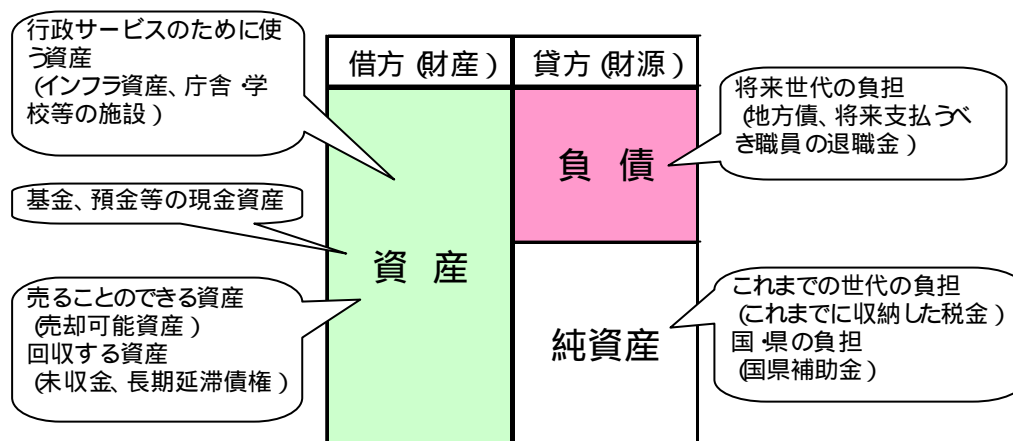 行政サービスのために使
う資産
(インフラ資産、庁舎・学
校等の施設)
基金、預金等の現金資産
売ることのできる資産
(売却可能資産)
回収する資産
(未収金、長期延滞債権)
借方(財産)
貸方(財源)
資 産
負 債
純資産
将来世代の負担
(地方債、将来支払うべ
き職員の退職金)
これまでの世代の負担
(これまでに収納した税金)
国・県の負担
(国県補助金)